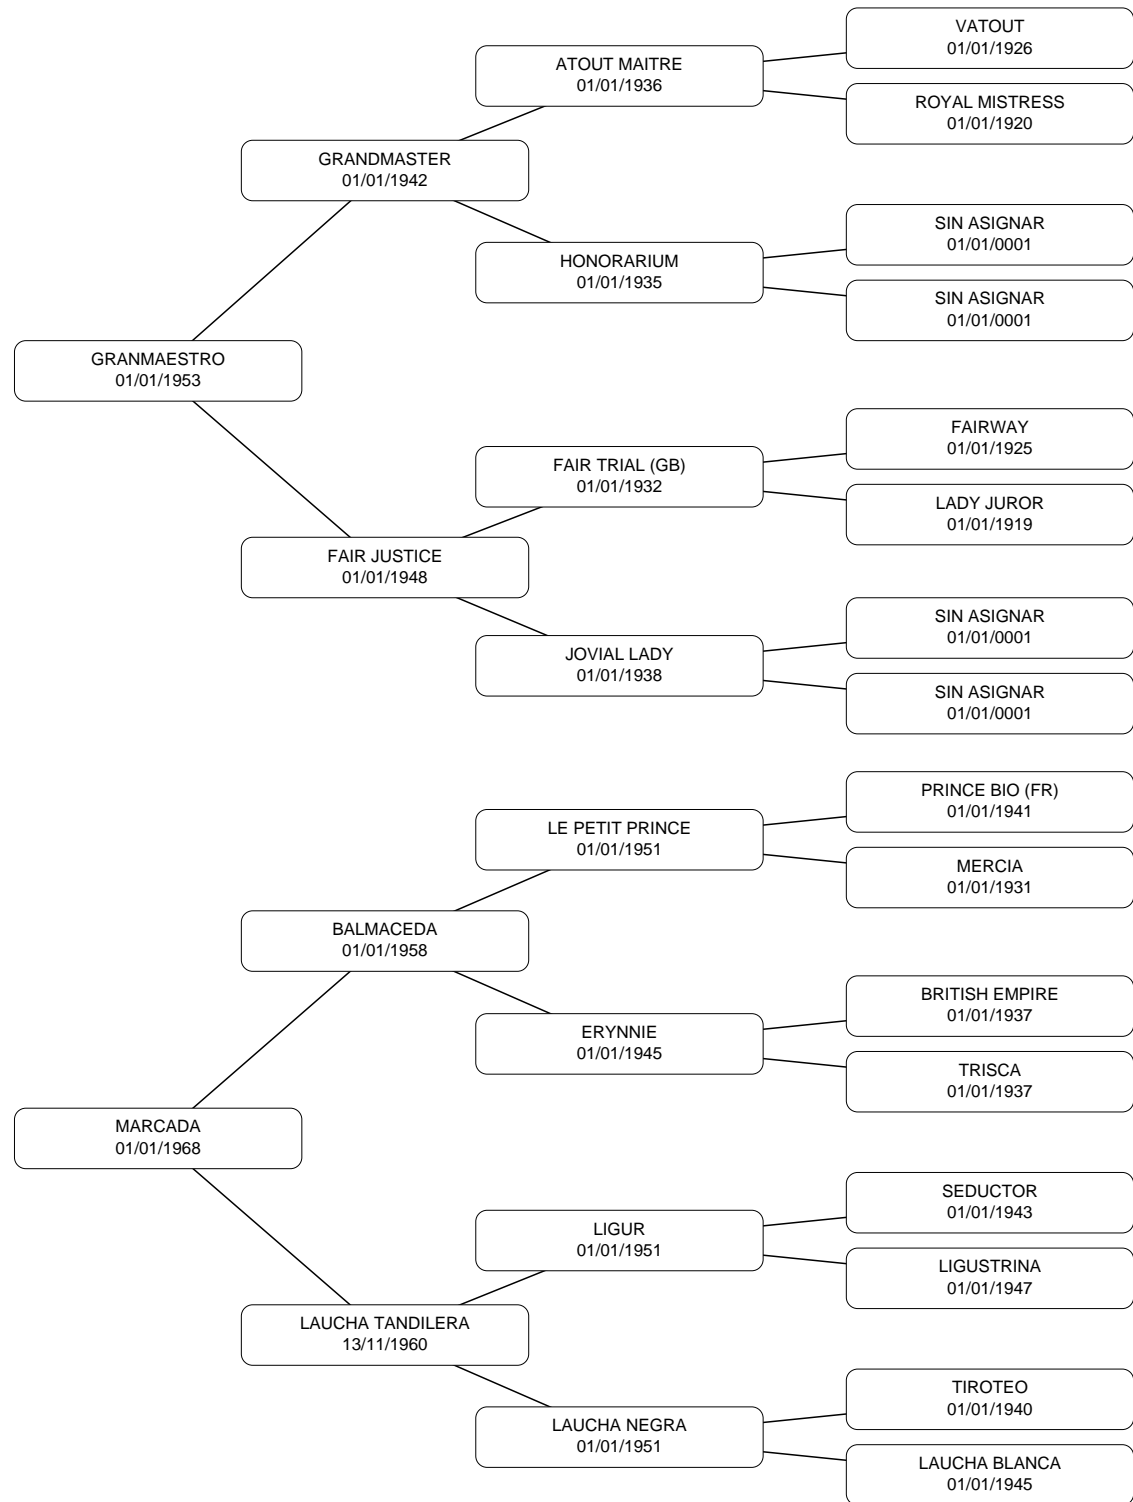 VATOUT
01/01/1926
ATOUT MAITRE
01/01/1936
ROYAL MISTRESS
01/01/1920
GRANDMASTER
01/01/1942
SIN ASIGNAR
01/01/0001
HONORARIUM
01/01/1935
SIN ASIGNAR
01/01/0001
GRANMAESTRO
01/01/1953
FAIRWAY
01/01/1925
FAIR TRIAL (GB)
01/01/1932
LADY JUROR
01/01/1919
FAIR JUSTICE
01/01/1948
SIN ASIGNAR
01/01/0001
JOVIAL LADY
01/01/1938
SIN ASIGNAR
01/01/0001
PRINCE BIO (FR)
01/01/1941
LE PETIT PRINCE
01/01/1951
MERCIA
01/01/1931
BALMACEDA
01/01/1958
BRITISH EMPIRE
01/01/1937
ERYNNIE
01/01/1945
TRISCA
01/01/1937
MARCADA
01/01/1968
SEDUCTOR
01/01/1943
LIGUR
01/01/1951
LIGUSTRINA
01/01/1947
LAUCHA TANDILERA
13/11/1960
TIROTEO
01/01/1940
LAUCHA NEGRA
01/01/1951
LAUCHA BLANCA
01/01/1945